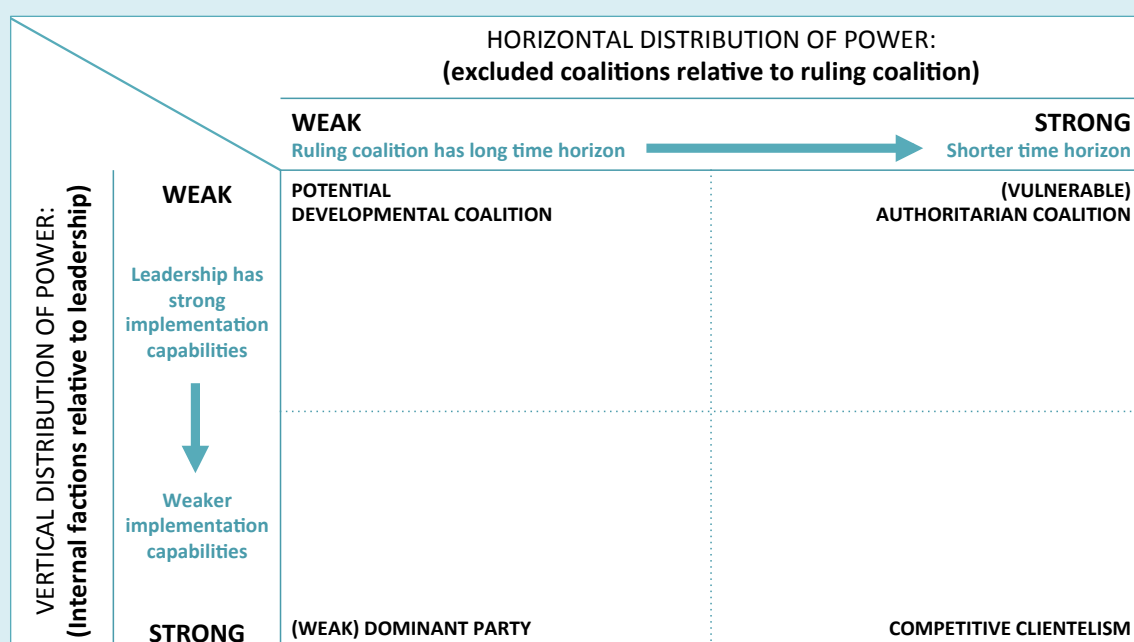 HORIZONTAL DISTRIBUTION OF POWER:
(excluded coalitions relative to ruling coalition)
WEAK
STRONG
Ruling coalition has long time horizon
Shorter time horizon
VERTICAL DISTRIBUTION OF POWER:
(Internal factions relative to leadership)
WEAK
Leadership has
strong
implementation
capabilities
Weaker
implementation
capabilities
STRONG
POTENTIAL
DEVELOPMENTAL COALITION
(VULNERABLE)
AUTHORITARIAN COALITION
(WEAK) DOMINANT PARTY
COMPETITIVE CLIENTELISM